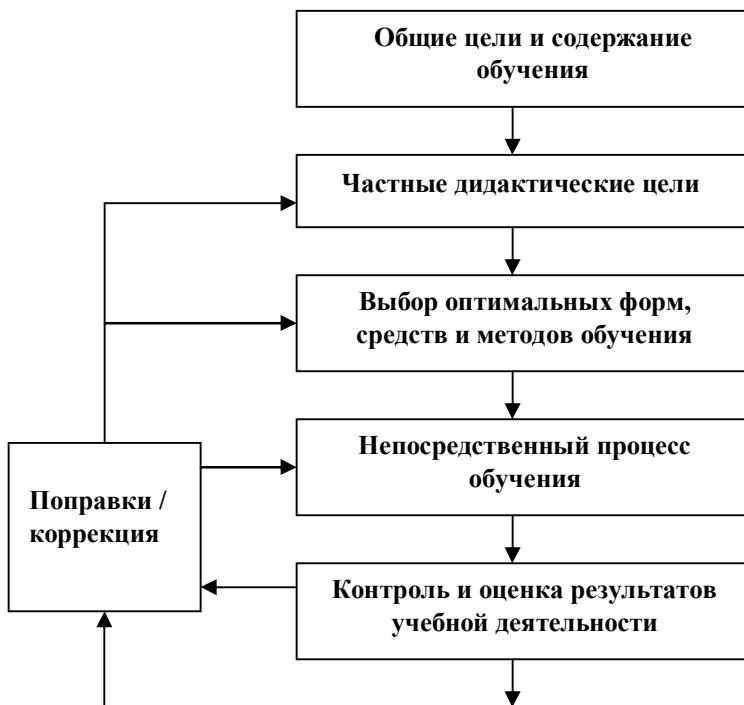 Общие цели и содержание
обучения
Частные дидактические цели
Выбор оптимальных форм,
средств и методов обучения
Непосредственный процесс
обучения
Поправки /
коррекция
Контроль и оценка результатов
учебной деятельности